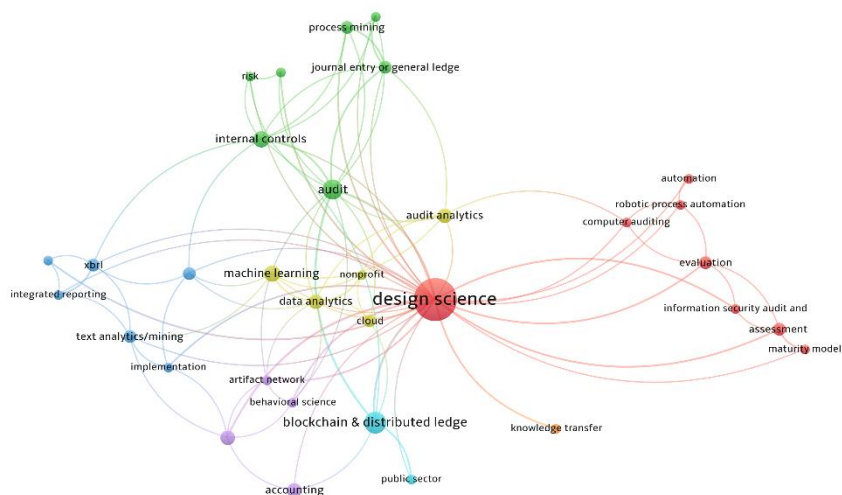 process mining
journal entry or general ledge
risk
internal controls
audit
automation
robotic process automation
audit analytics
computer auditing
xbrl
evaluation
machine learning
nonprofit
integrated reporting
design science
data analytics
information security audit and
cloud
assessment
text analytics/mining
maturity model
implementation
artifact network
behavioral science
blockchain & distributed ledge
knowledge transfer
public sector
accounting